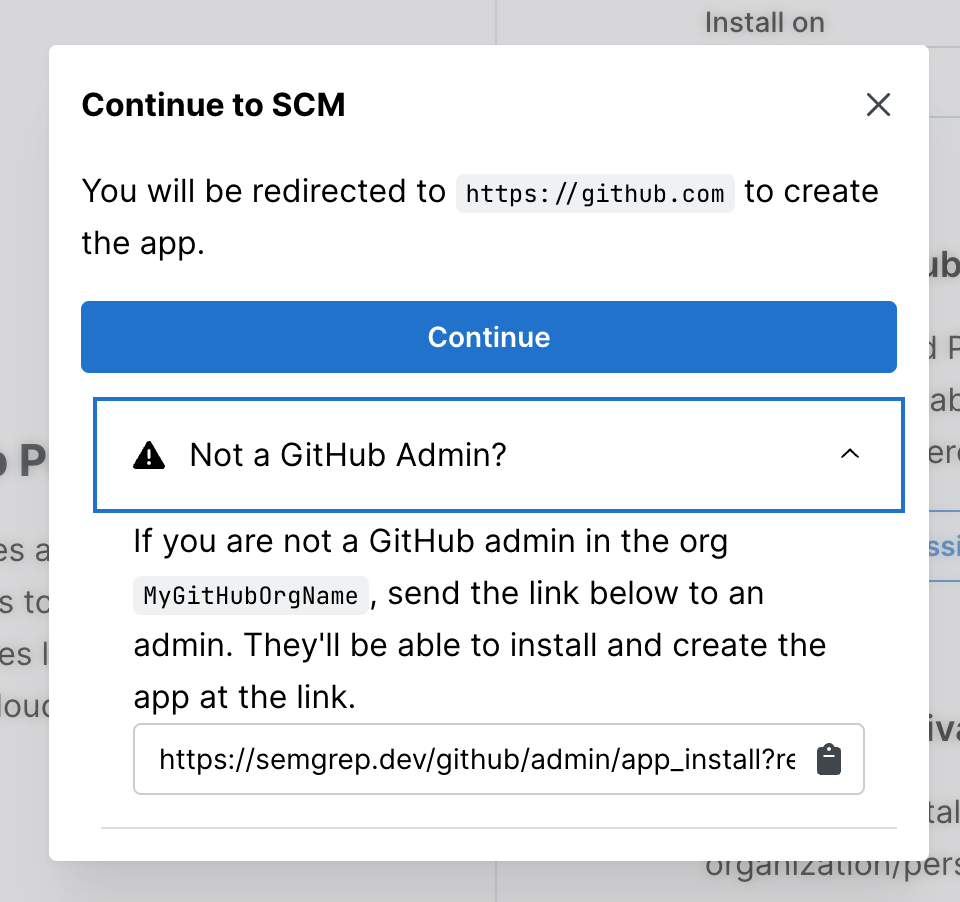 Install on
Continue to SCM
You will be redirected to https://github.com to create
the app.
Continue
Not a GitHub Admin?
If you are not a GitHub admin in the org
MyGitHubOrgName, send the link below to an
admin. They'll be able to install and create the
app at the link.
https://semgrep.dev/github/admin/app_install?re